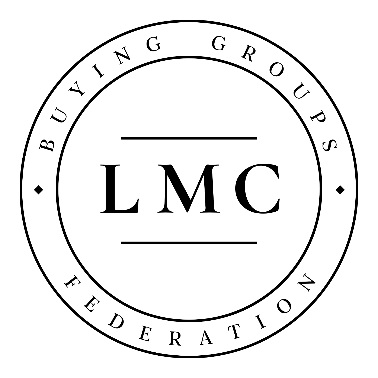 BUYING GROUPS
LMC
FEDERATION